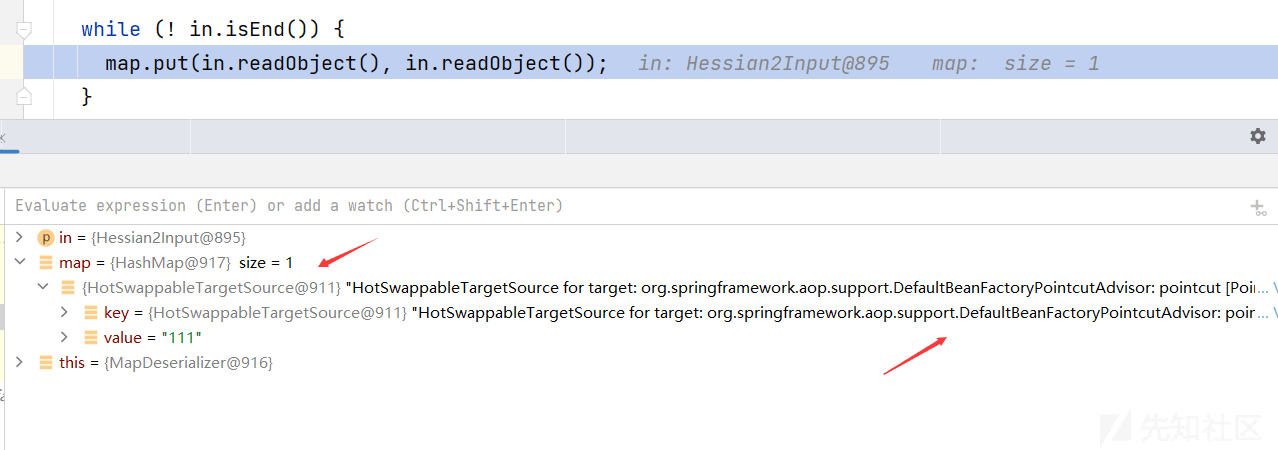 while (! in.isEnd()) {
map.put(in.readObject(), in.readObject()); in: Hessian2Input@895 map: size = 1
}
Evaluate expression (Enter) or add a watch (Ctrl+Shift+Enter)
p in = {Hessian2Input@895}
map = {HashMap@917} size = 1
{HotSwappableTargetSource@911} "HotSwappableTargetSource for target: org.springframework.aop.support.DefaultBeanFactoryPointcutAdvisor: pointcut [Poi...
key = {HotSwappableTargetSource@911} "HotSwappableTargetSource for target: org.springframework.aop.support.DefaultBeanFactoryPointcutAdvisor: poi...
value = "111"
this = {MapDeserializer@916}
先知社区